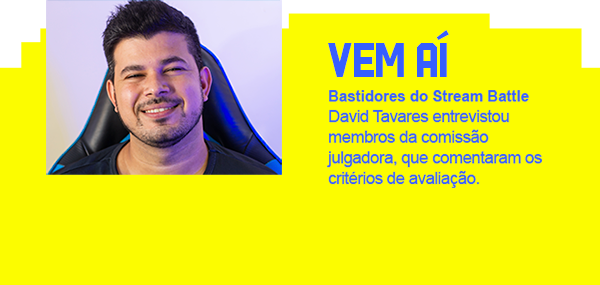 VEM AÍ
Bastidores do Stream Battle
David Tavares entrevistou
membros da comissão
julgadora, que comentaram os
critérios de avaliação.